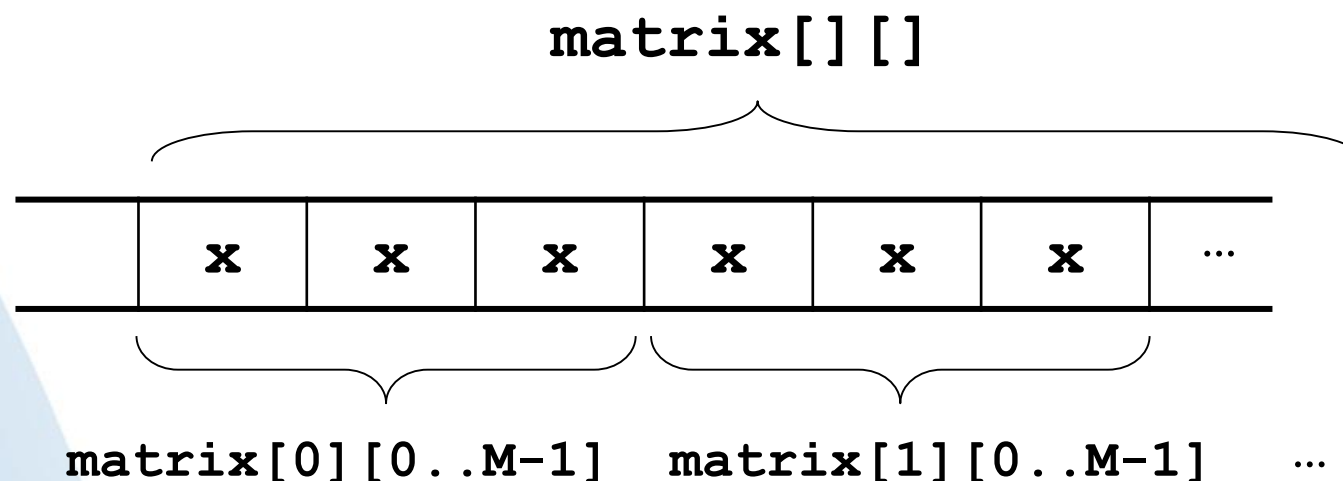 matrix[][]
x x x x x x ...
matrix[0][0..M-1] matrix[1][0..M-1] ...